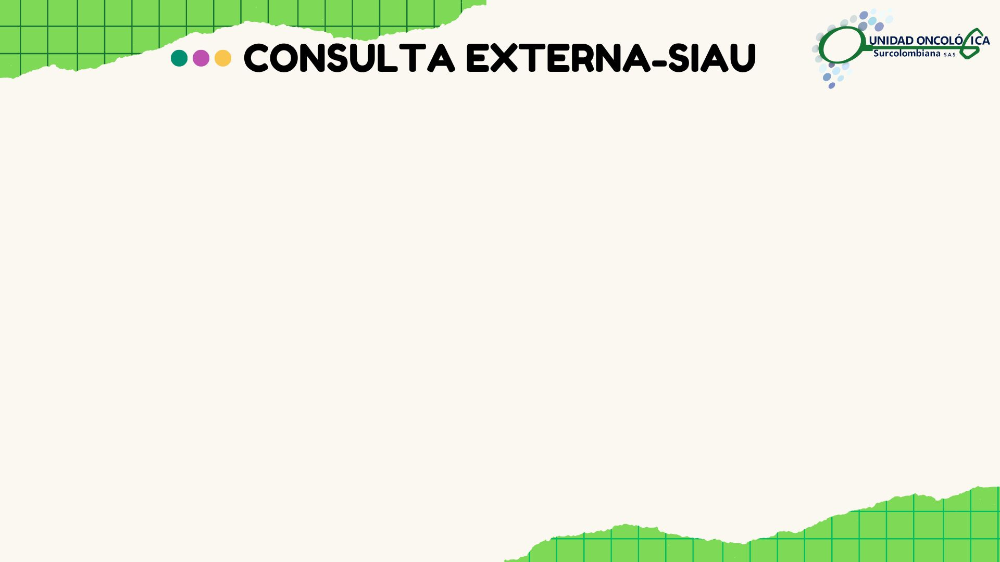 CONSULTA EXTERNA-SIAU
UNIDAD ONCOLÓGICA
Surcolombiana S.A.S